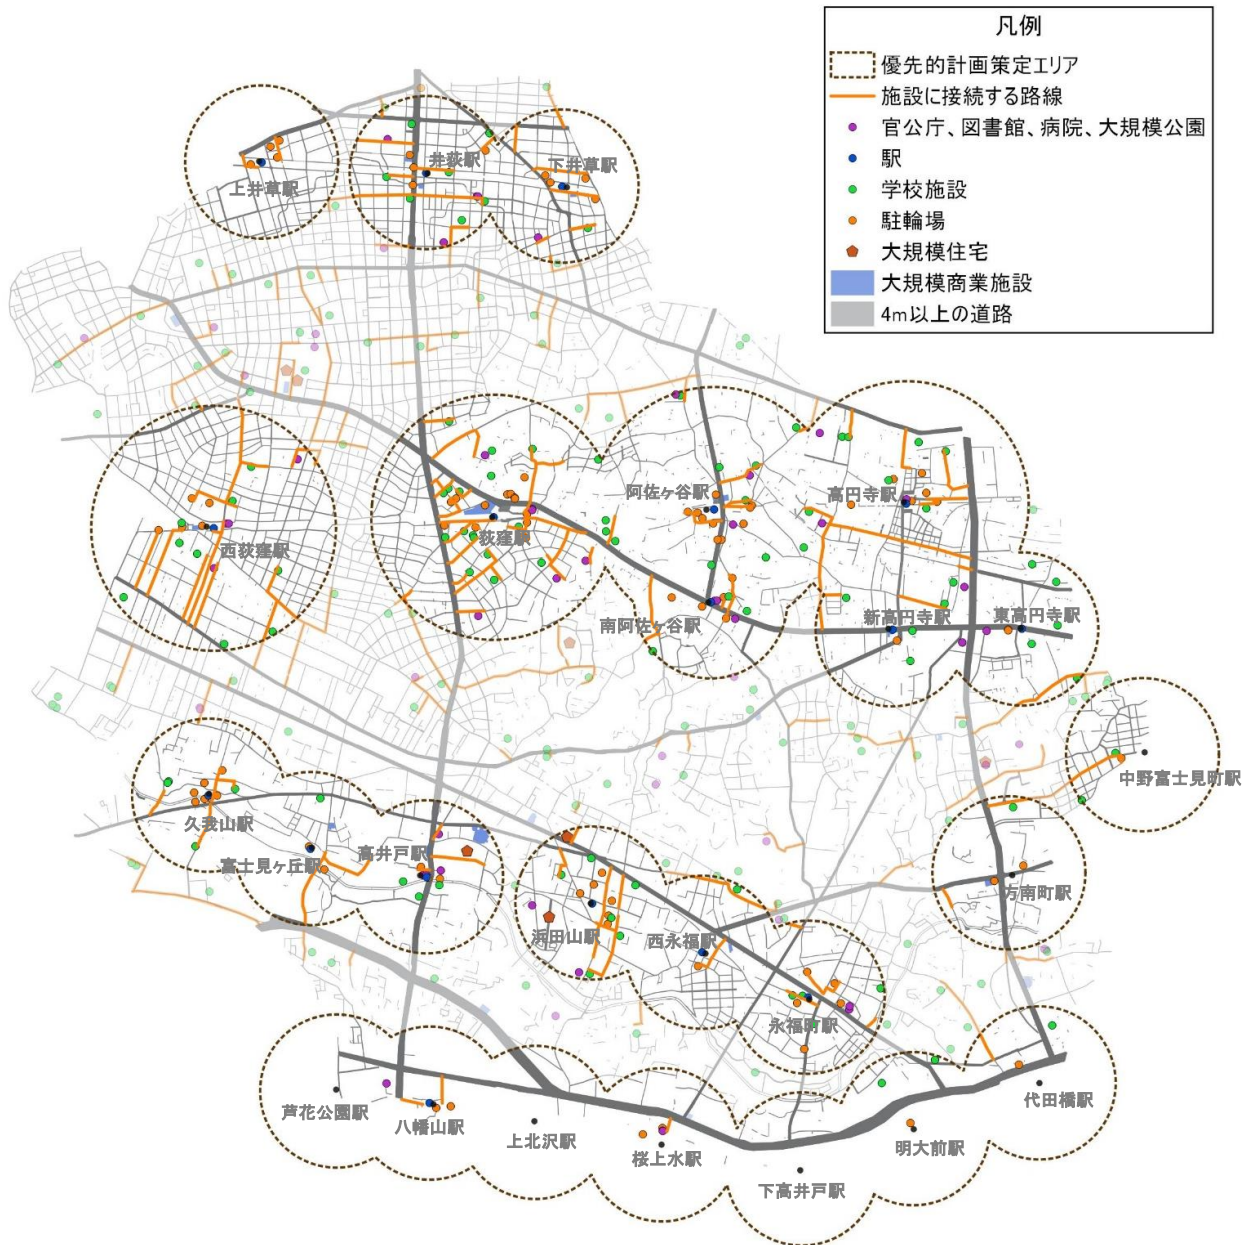 凡例
優先的計画策定エリア
施設に接続する路線
官公庁、図書館、病院、大規模公園
駅
学校施設
駐輪場
大規模住宅
大規模商業施設
4m以上の道路
上井草駅
井荻駅
下井草駅
西荻窪駅
荻窪駅
阿佐ヶ谷駅
高円寺駅
南阿佐ヶ谷駅
新高円寺駅
東高円寺駅
中野富士見町駅
久我山駅
富士見ヶ丘駅
高井戸駅
浜田山駅
西永福駅
永福町駅
方南町駅
芦花公園駅
八幡山駅
上北沢駅
桜上水駅
下高井戸駅
明大前駅
代田橋駅